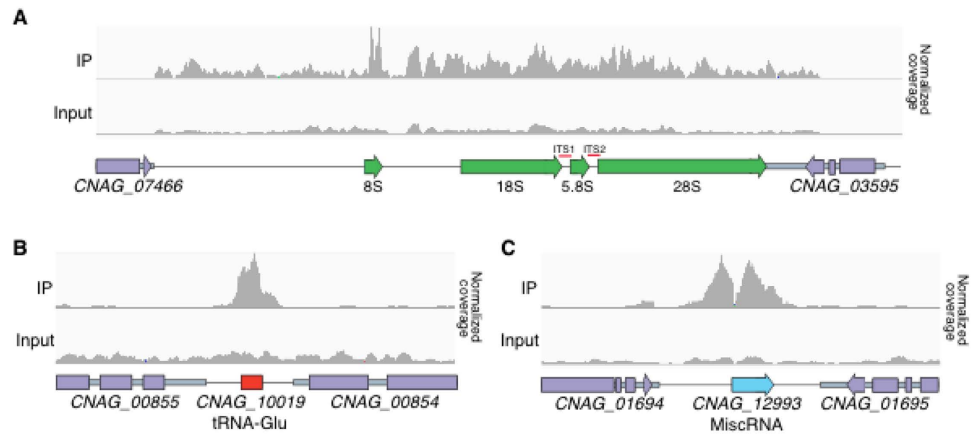 A
IP
Normalized
coverage
Input
ITS1 ITS2
CNAG_07466 8S 18S 5.8S 28S CNAG_03595
B
IP
Normalized
coverage
Input
CNAG_00855 CNAG_10019 CNAG_00854
tRNA-Glu
C
IP
Normalized
coverage
Input
CNAG_01694 CNAG_12993 CNAG_01695
MiscRNA